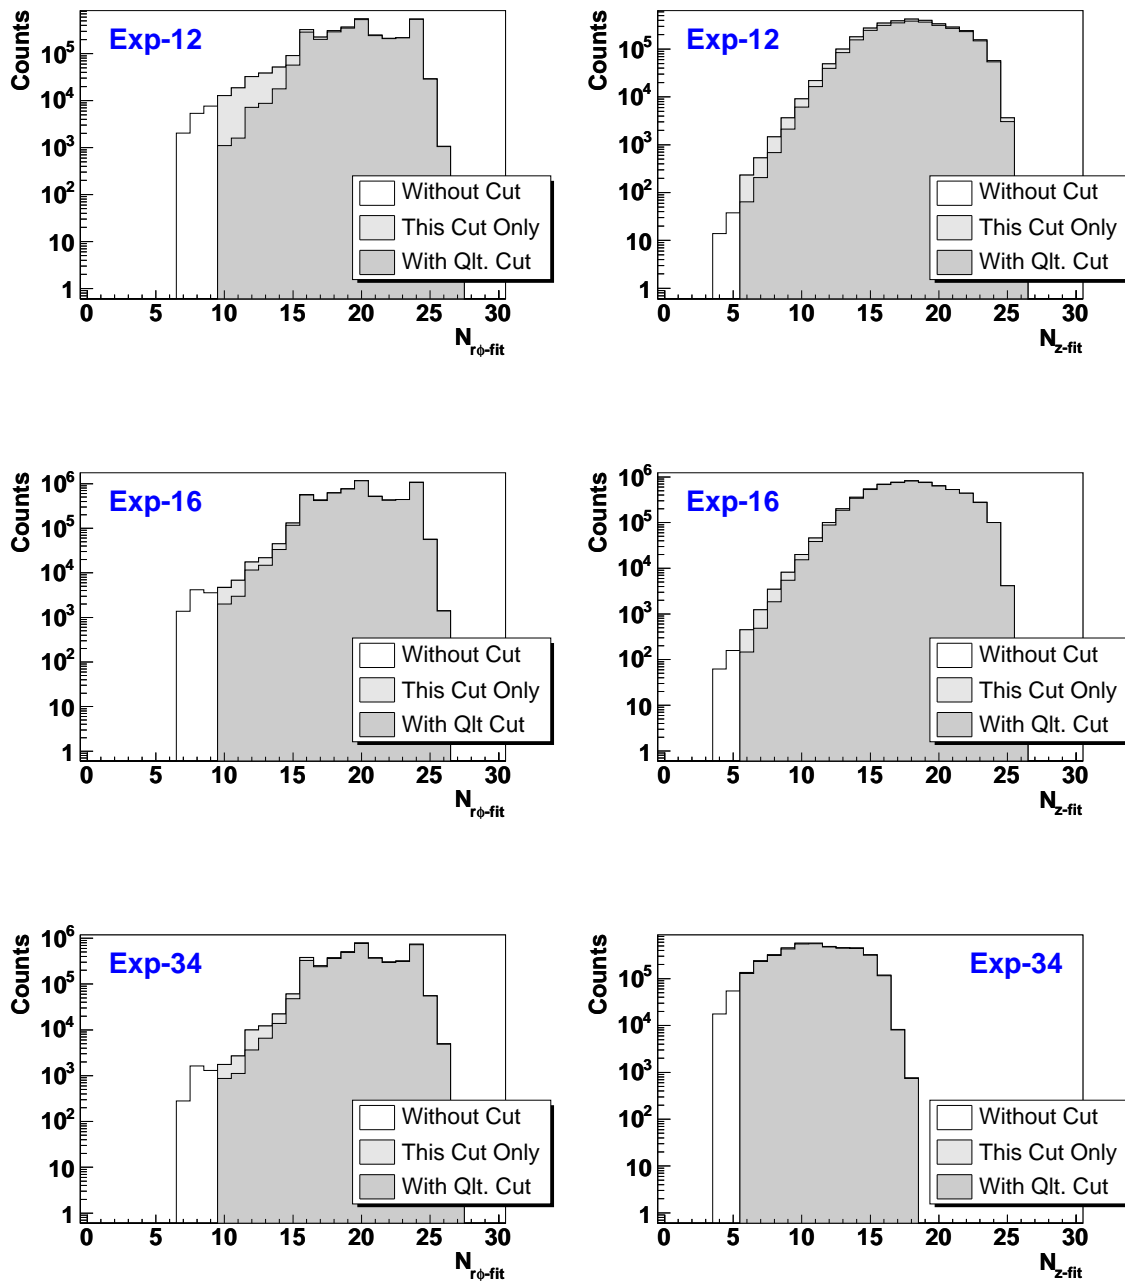 Counts
Exp-12
10^5
10^4
10^3
10^2
10
1
Without Cut
This Cut Only
With Qlt. Cut
0 5 10 15 20 25 30
N_rϕ-fit
Counts
Exp-12
10^5
10^4
10^3
10^2
10
1
Without Cut
This Cut Only
With Qlt. Cut
0 5 10 15 20 25 30
N_z-fit
Counts
Exp-16
10^6
10^5
10^4
10^3
10^2
10
1
Without Cut
This Cut Only
With Qlt Cut
0 5 10 15 20 25 30
N_rϕ-fit
Counts
Exp-16
10^6
10^5
10^4
10^3
10^2
10
1
Without Cut
This Cut Only
With Qlt. Cut
0 5 10 15 20 25 30
N_z-fit
Counts
Exp-34
10^6
10^5
10^4
10^3
10^2
10
1
Without Cut
This Cut Only
With Qlt. Cut
0 5 10 15 20 25 30
N_rϕ-fit
Counts
Exp-34
10^5
10^4
10^3
10^2
10
1
Without Cut
This Cut Only
With Qlt. Cut
0 5 10 15 20 25 30
N_z-fit